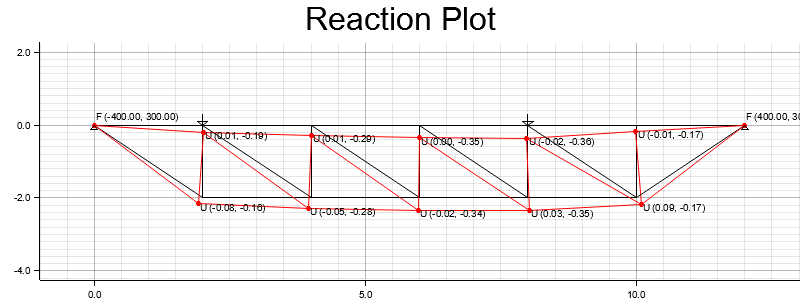 Reaction Plot
2.0
F (-400.00, 300.00)
F (400.00, 30
0.0
U (0.01, -0.19)
U (0.01, -0.29)
U (0.00, -0.35)
U (-0.02, -0.36)
U (-0.01, -0.17)
-2.0
U (-0.08, -0.16)
U (-0.05, -0.28)
U (-0.02, -0.34)
U (0.03, -0.35)
U (0.09, -0.17)
-4.0
0.0
5.0
10.0